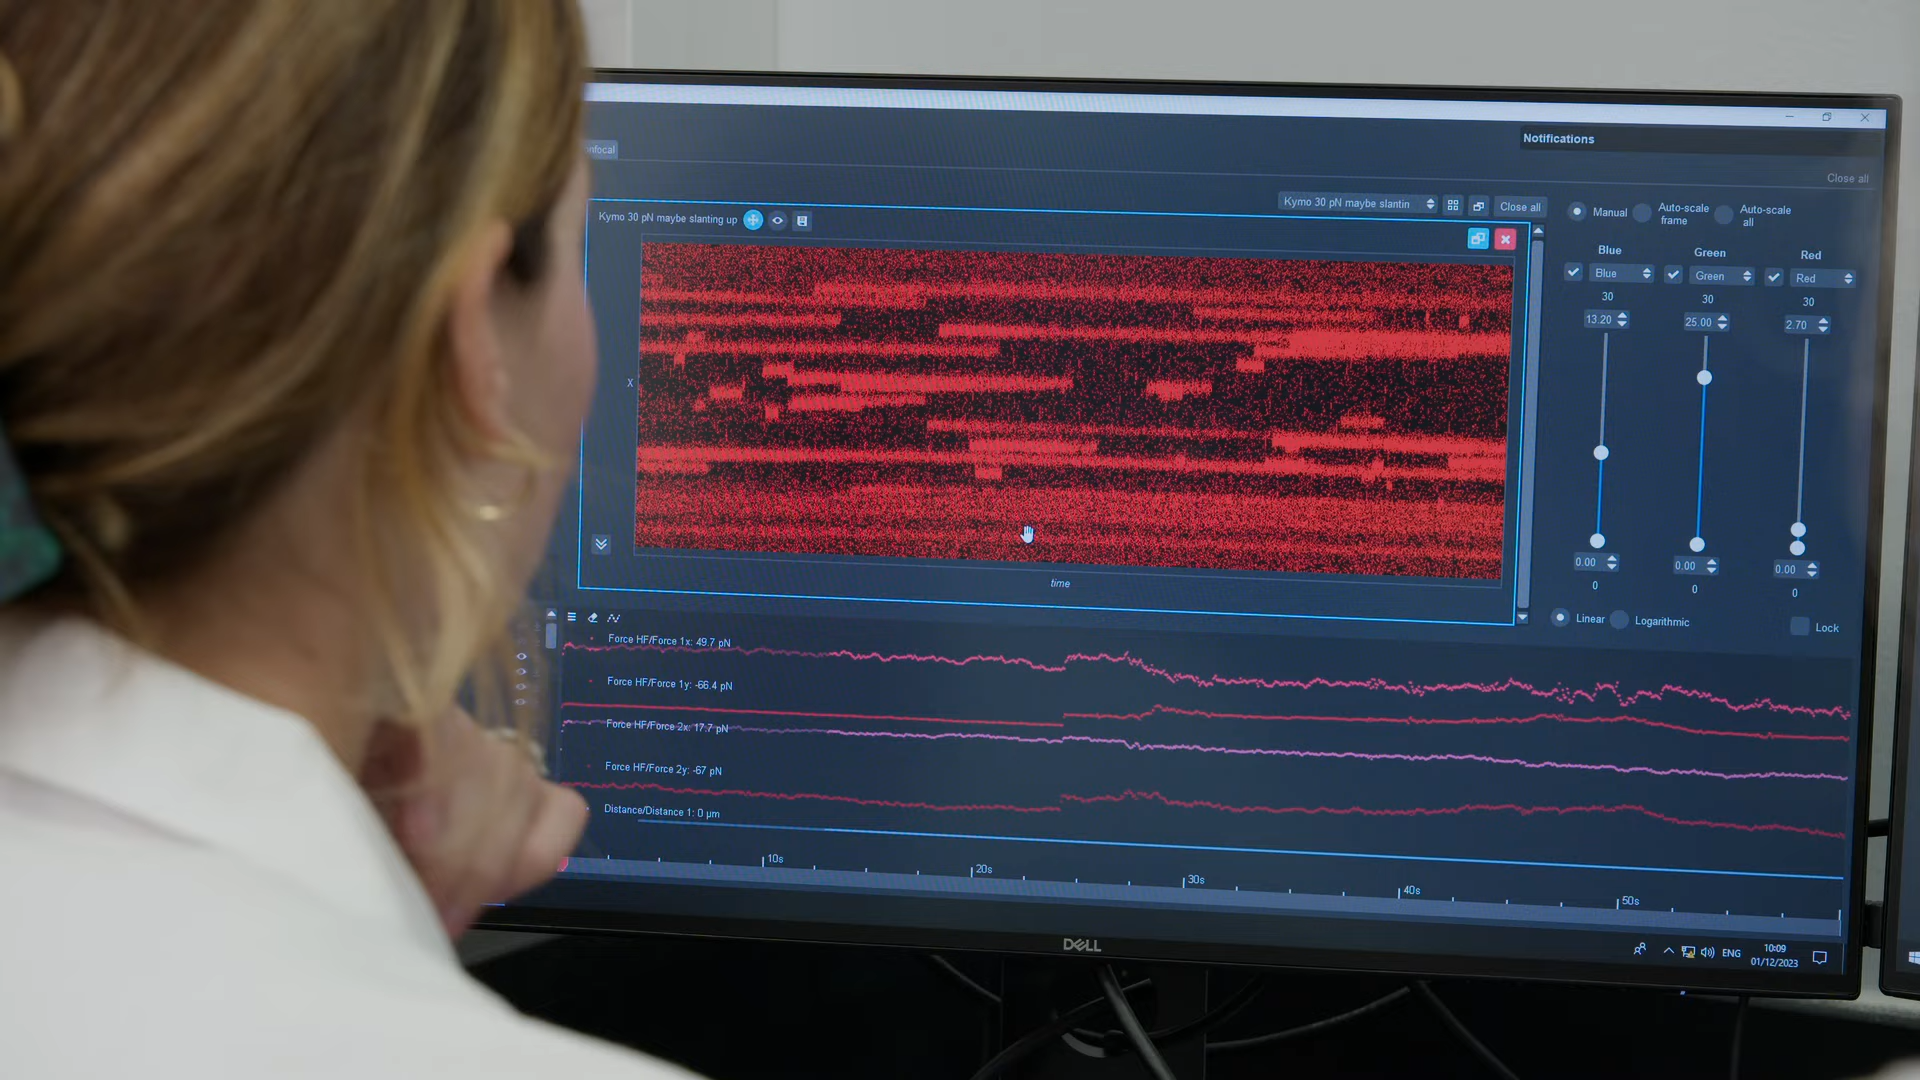 Notifications
nfocal
Close all
Kymo 30 pN maybe slantin
Close all
Kymo 30 pN maybe slanting up
Manual
Auto-scale
frame
Auto-scale
all
Blue
Green
Red
Blue
Green
Red
30
30
30
13.20
25.00
2.70
X
0.00
0.00
0.00
0
0
0
time
Linear
Logarithmic
Lock
Force HF/Force 1x: 49.7 pN
Force HF/Force 1y: -66.4 pN
Force HF/Force 2x: 17.7 pN
Force HF/Force 2y: -67 pN
Distance/Distance 1: 0 µm
10s
20s
30s
40s
50s
DELL
ENG
10:09
01/12/2023